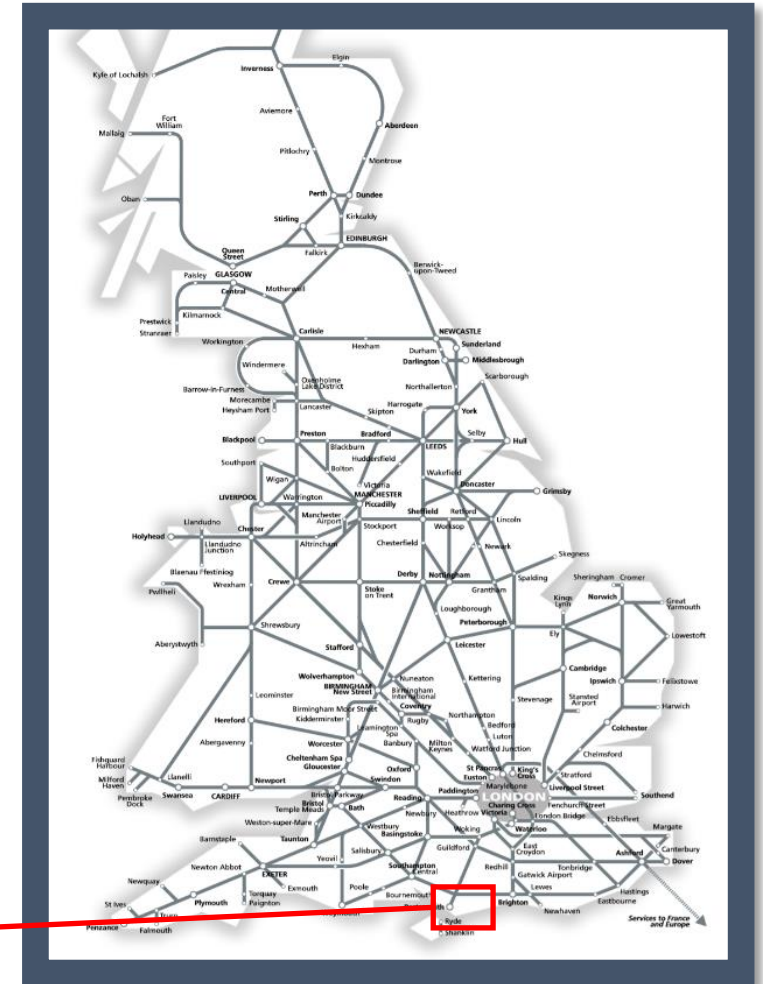 Elgin
Kyle of Lochalsh
Inverness
Aviemore
Fort
William
Mallaig
Aberdeen
Pitlochry
Montrose
Oban
Perth
Dundee
Stirling
Kirkcaldy
EDINBURGH
Falkirk
Queen
Street
GLASGOW
Central
Paisley
Motherwell
Berwick-
upon-Tweed
Prestwick
Stranraer
Kilmarnock
Carlisle
NEWCASTLE
Sunderland
Workington
Hexham
Durham
Darlington
Middlesbrough
Windermere
Oxenholme
Lake District
Northallerton
Scarborough
Barrow-in-Furness
Morecambe
Heysham Port
Lancaster
Harrogate
Skipton
York
Blackpool
Preston
Bradford
LEEDS
Selby
Hull
Blackburn
Huddersfield
Bolton
Southport
Wigan
Victoria
Wakefield
Doncaster
Grimsby
LIVERPOOL
Warrington
MANCHESTER
Piccadilly
Manchester
Airport
Sheffield
Retford
Lincoln
Llandudno
Chester
Stockport
Worksop
Holyhead
Llandudno
Junction
Altrincham
Chesterfield
Newark
Skegness
Blaenau Ffestiniog
Pwllheli
Wrexham
Crewe
Stoke
on Trent
Derby
Nottingham
Grantham
Spalding
Sheringham
Cromer
Kings
Lynn
Norwich
Great
Yarmouth
Loughborough
Peterborough
Ely
Lowestoft
Aberystwyth
Shrewsbury
Stafford
Leicester
Wolverhampton
BIRMINGHAM
New Street
Nuneaton
Birmingham
International
Kettering
Cambridge
Ipswich
Felixstowe
Leominster
Birmingham Moor Street
Coventry
Stevenage
Stansted
Airport
Harwich
Hereford
Kidderminster
Leamington
Spa
Rugby
Northampton
Bedford
Colchester
Abergavenny
Worcester
Banbury
Milton
Keynes
Luton
Watford Junction
Chelmsford
Fishguard
Harbour
Cheltenham Spa
Gloucester
Oxford
St Pancras
King's
Cross
Euston
Stratford
Milford
Haven
Llanelli
Newport
Swindon
Marylebone
Liverpool Street
Pembroke
Dock
Swansea
CARDIFF
Bristol Parkway
Bristol
Temple Meads
Bath
Reading
Paddington
LONDON
Fenchurch Street
Southend
Charing Cross
Newbury
Heathrow
Victoria
London Bridge
Ebbsfleet
Weston-super-Mare
Westbury
Basingstoke
Woking
Waterloo
Margate
Barnstaple
Taunton
Salisbury
Guildford
East
Croydon
Canterbury
Yeovil
Southampton
Central
Redhill
Tonbridge
Ashford
Dover
Newton Abbot
EXETER
Gatwick Airport
Newquay
Exmouth
Poole
Bournemouth
Lewes
Hastings
St Ives
Plymouth
Torquay
Paignton
Brighton
Eastbourne
Truro
Newhaven
Penzance
Falmouth
Ryde
Shanklin
Services to France
and Europe